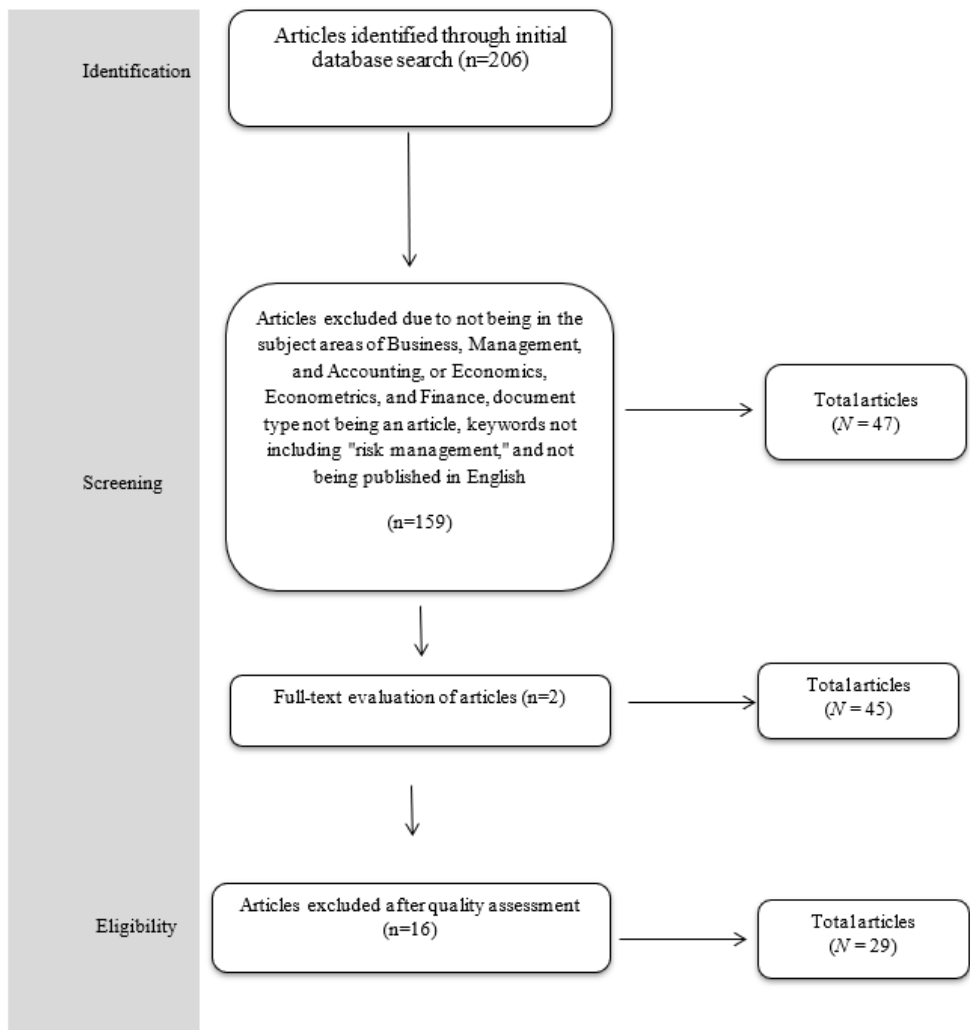 Identification
Articles identified through initial
database search (n=206)
Screening
Articles excluded due to not being in the
subject areas of Business, Management,
and Accounting, or Economics,
Econometrics, and Finance, document
type not being an article, keywords not
including "risk management," and not
being published in English
(n=159)
Total articles
(N = 47)
Full-text evaluation of articles (n=2)
Total articles
(N = 45)
Eligibility
Articles excluded after quality assessment
(n=16)
Total articles
(N = 29)